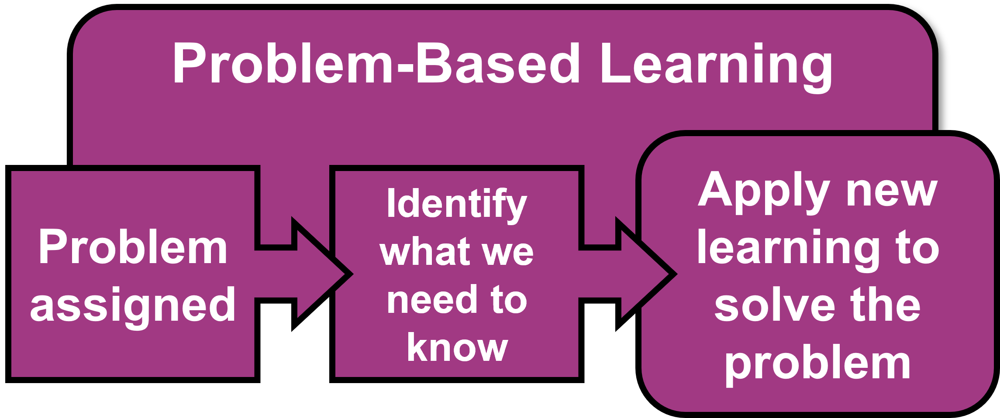 Problem-Based Learning
Problem
assigned
Identify
what we
need to
know
Apply new
learning to
solve the
problem